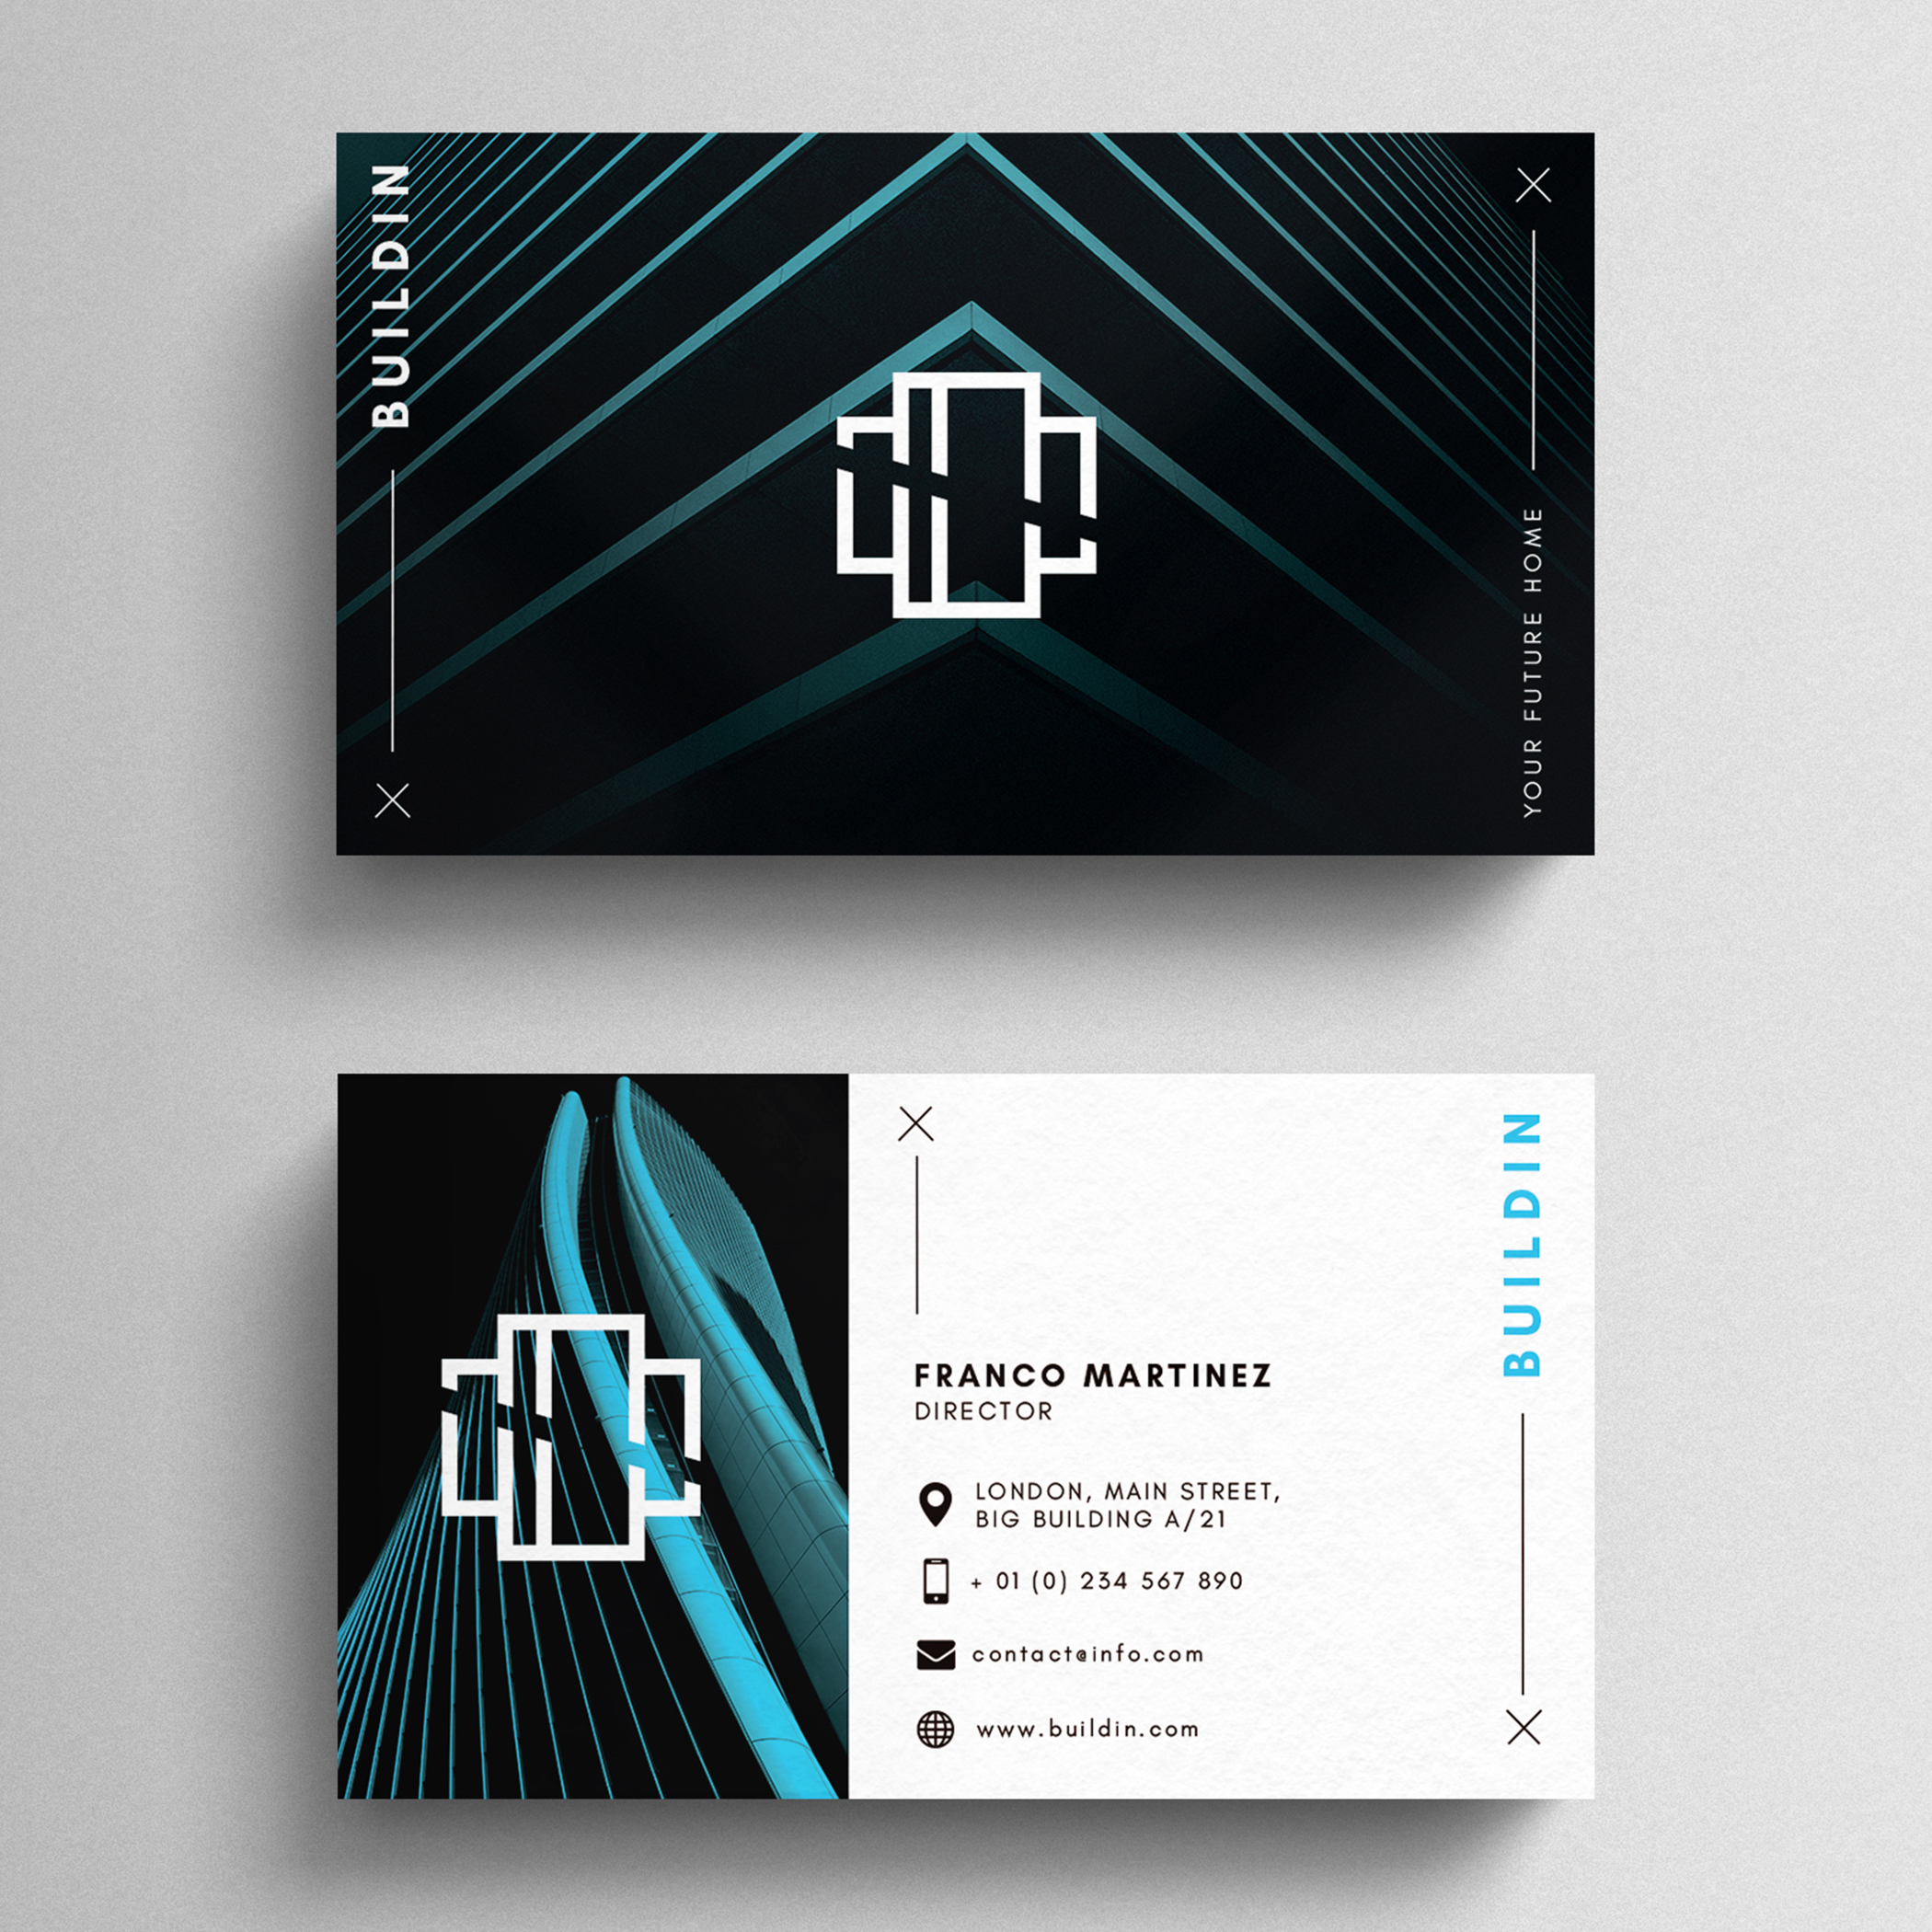 BUILDIN
YOUR FUTURE HOME
BUILDIN
FRANCO MARTINEZ
DIRECTOR
LONDON, MAIN STREET,
BIG BUILDING A/21
+ 01 (0) 234 567 890
contact@info.com
www.buildin.com